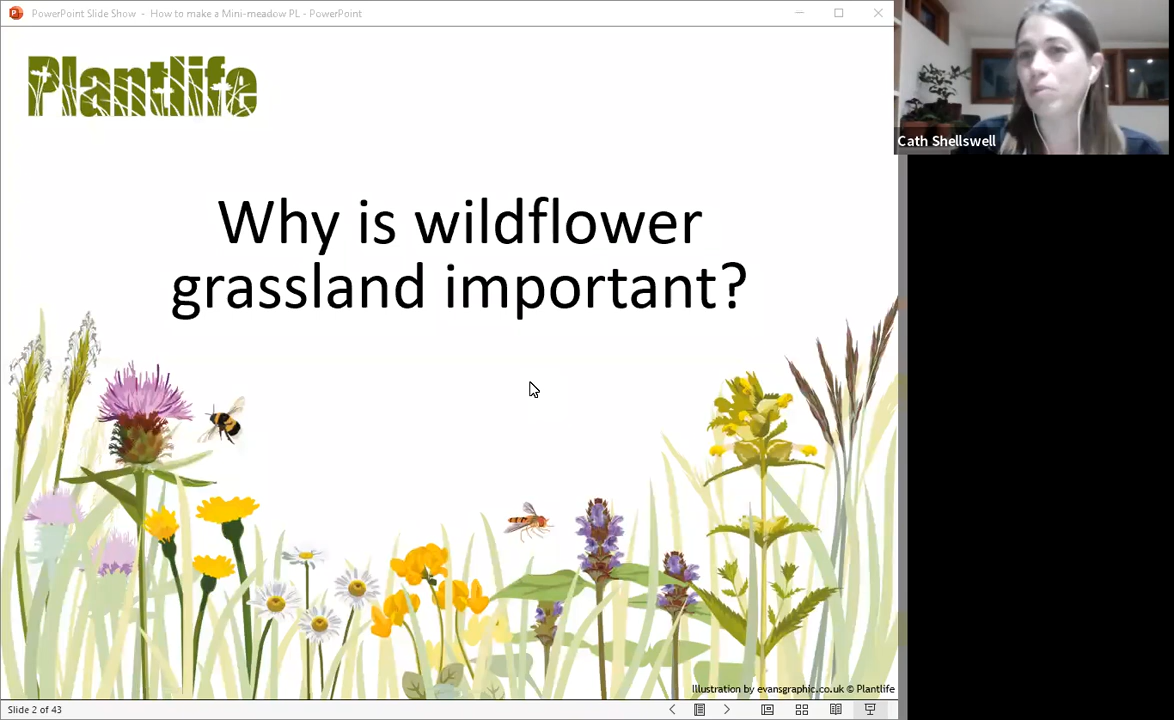 PowerPoint Slide Show - How to make a Mini-meadow PL - PowerPoint
Plantlife
Cath Shellswell
Why is wildflower
grassland important?
Illustration by evansgraphic.co.uk © Plantlife
Slide 2 of 43